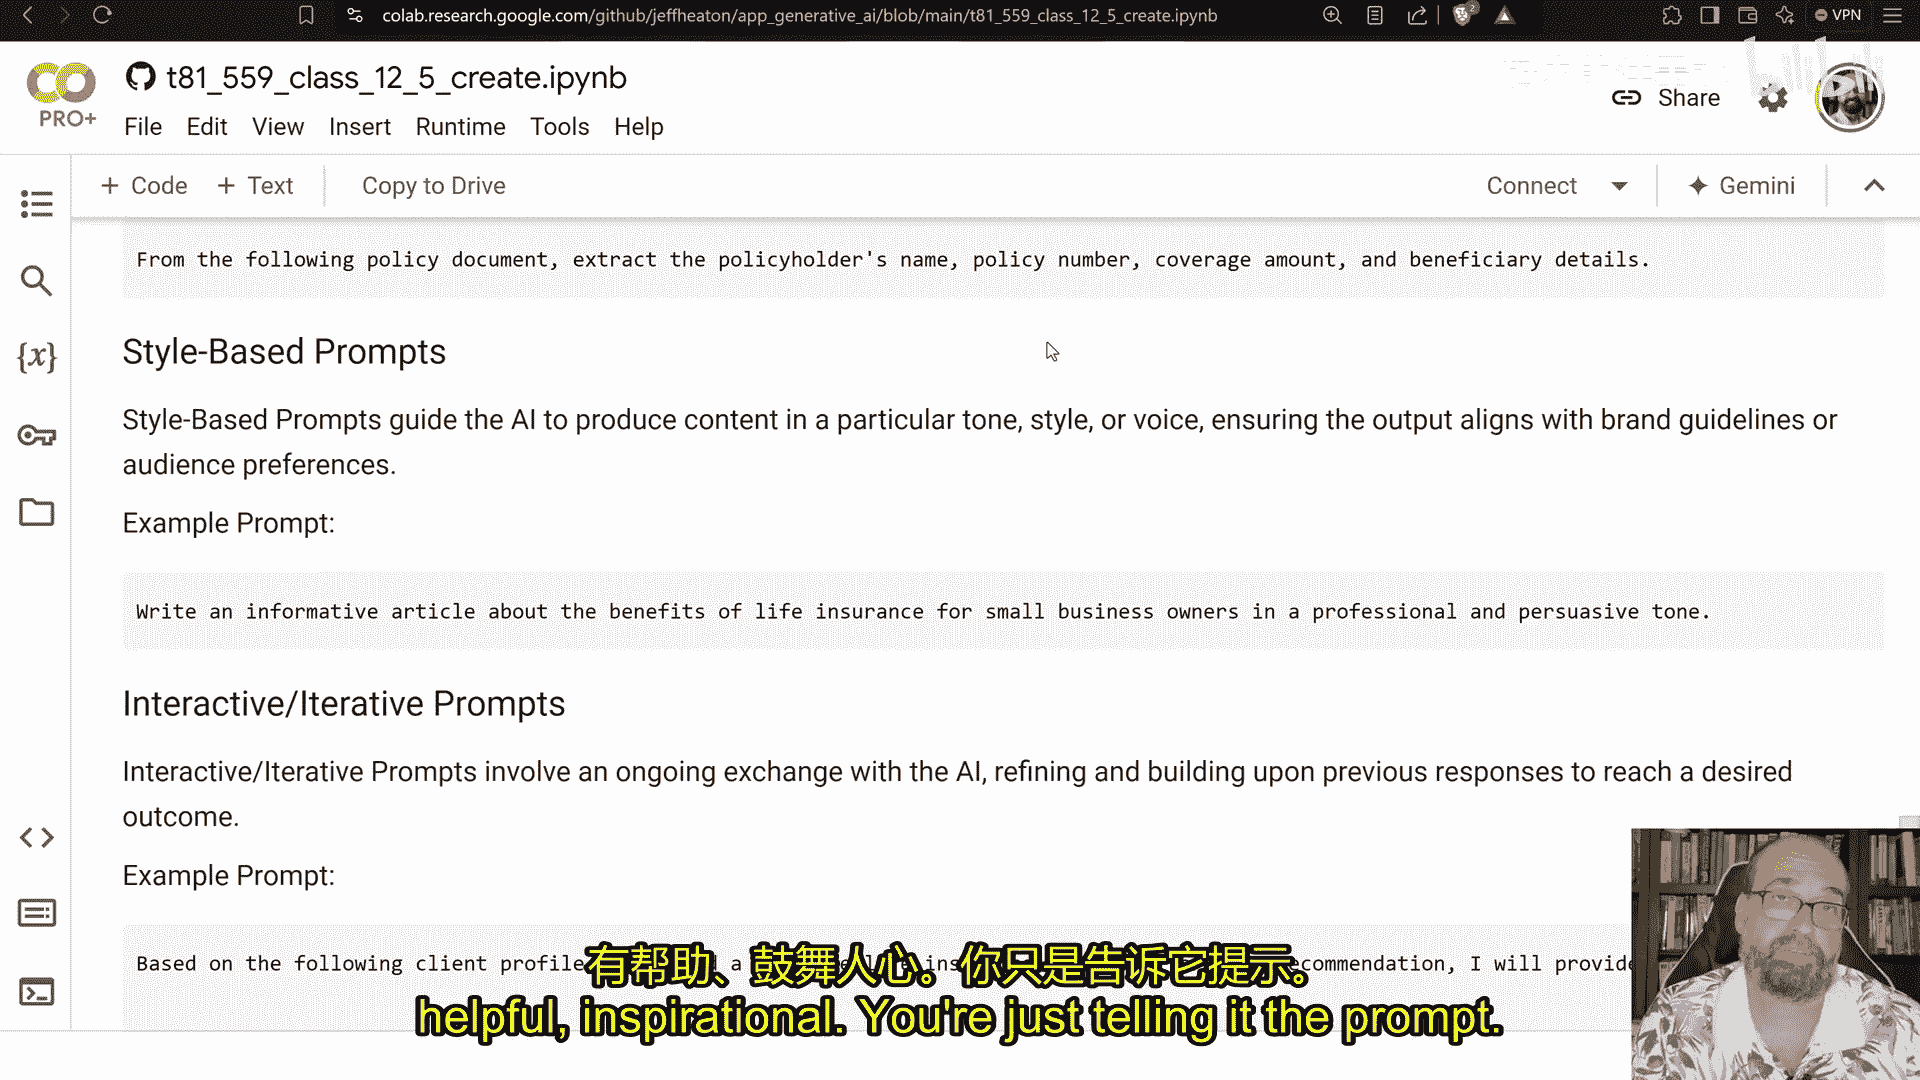 colab.research.google.com/github/jeffheaton/app_generative_ai/blob/main/t81_559_class_12_5_create.ipynb
2
VPN
bilibili
t81_559_class_12_5_create.ipynb
PRO+
File Edit View Insert Runtime Tools Help
Share
+ Code + Text Copy to Drive
Connect Gemini
From the following policy document, extract the policyholder's name, policy number, coverage amount, and beneficiary details.
Style-Based Prompts
{x}
Style-Based Prompts guide the AI to produce content in a particular tone, style, or voice, ensuring the output aligns with brand guidelines or
audience preferences.
Example Prompt:
Write an informative article about the benefits of life insurance for small business owners in a professional and persuasive tone.
Interactive/Iterative Prompts
Interactive/Iterative Prompts involve an ongoing exchange with the AI, refining and building upon previous responses to reach a desired
outcome.
Example Prompt:
Based on the following client profile a ins commendation, I will provide
有帮助、鼓舞人心。你只是告诉它提示。
helpful, inspirational. You're just telling it the prompt.